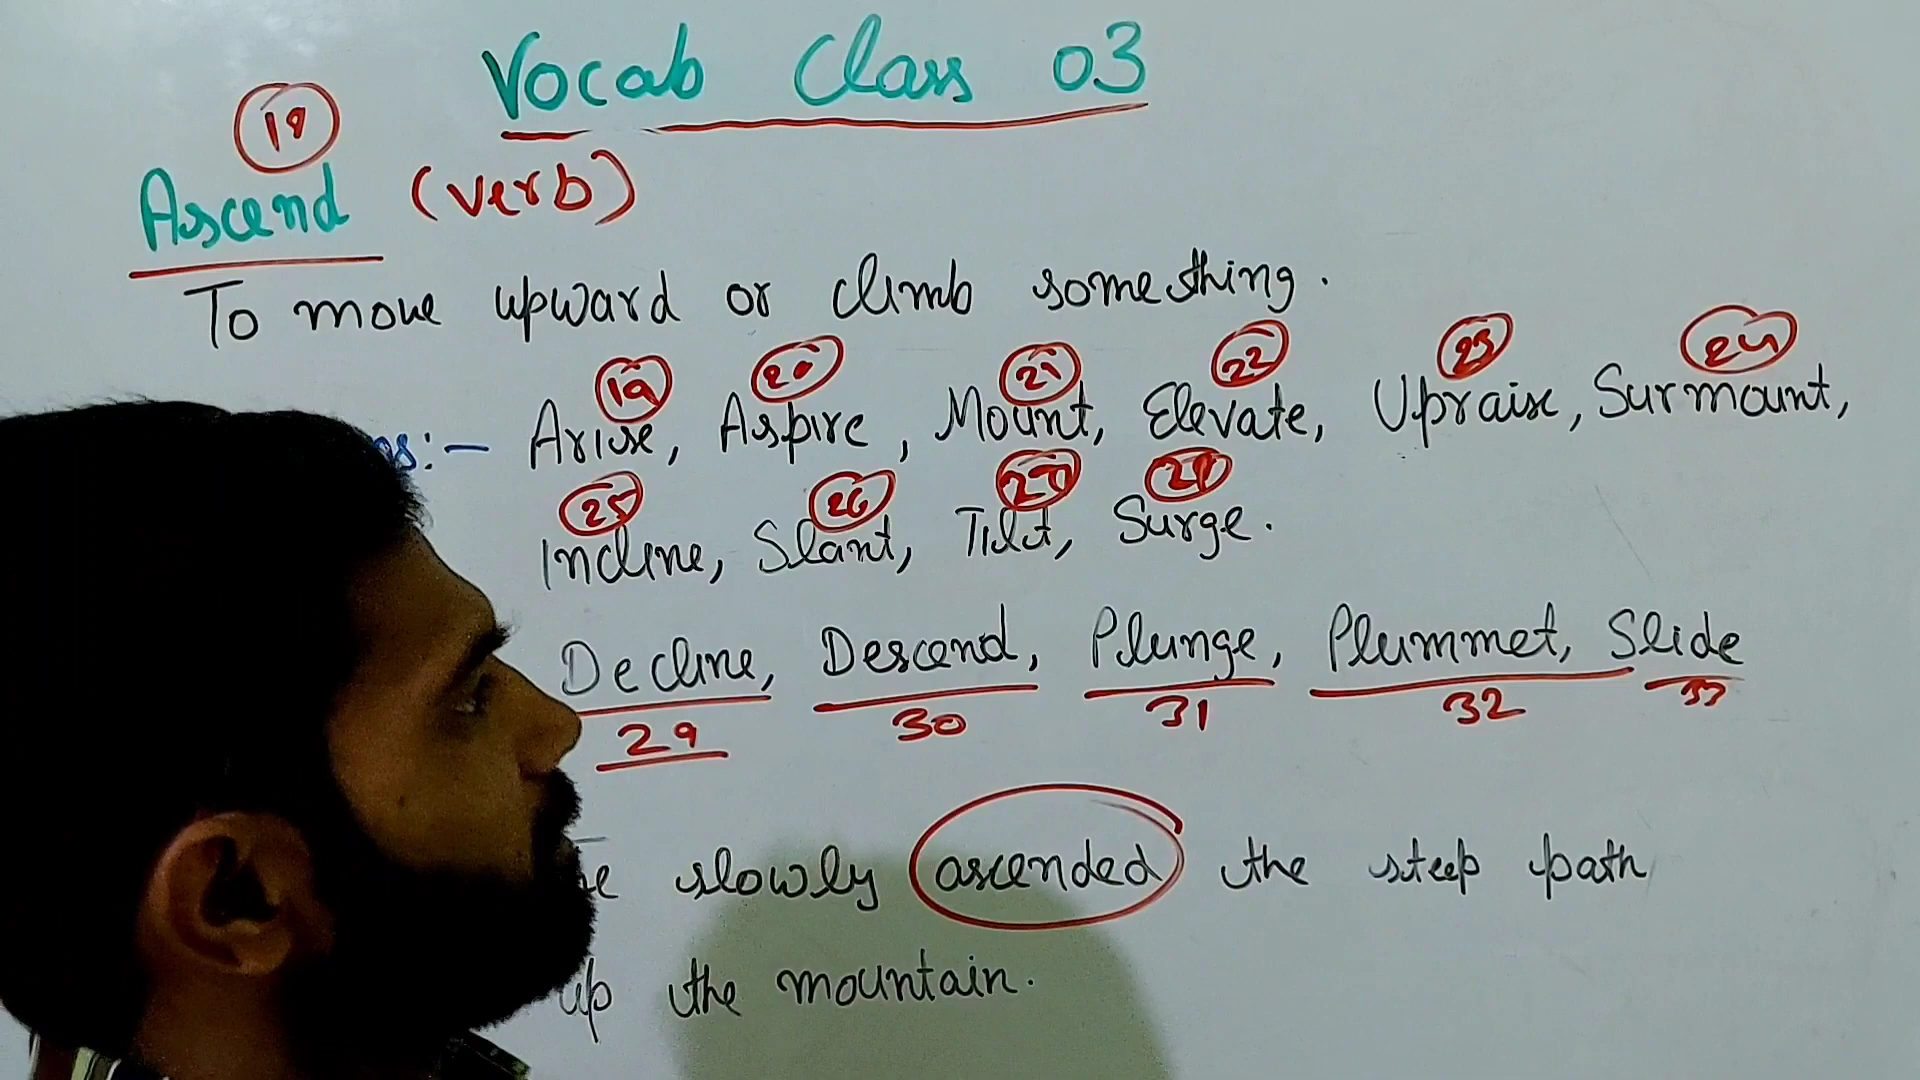 Vocab Class 03
18
Ascend (verb)
To move upward or climb something.
19 20 21 22 23 24
:- Arise, Aspire, Mount, Elevate, Upraise, Surmount,
25 26 27 28
Incline, Slant, Tilt, Surge.
Decline, Descend, Plunge, Plummet, Slide
29 30 31 32 33
slowly ascended the steep path
up the mountain.